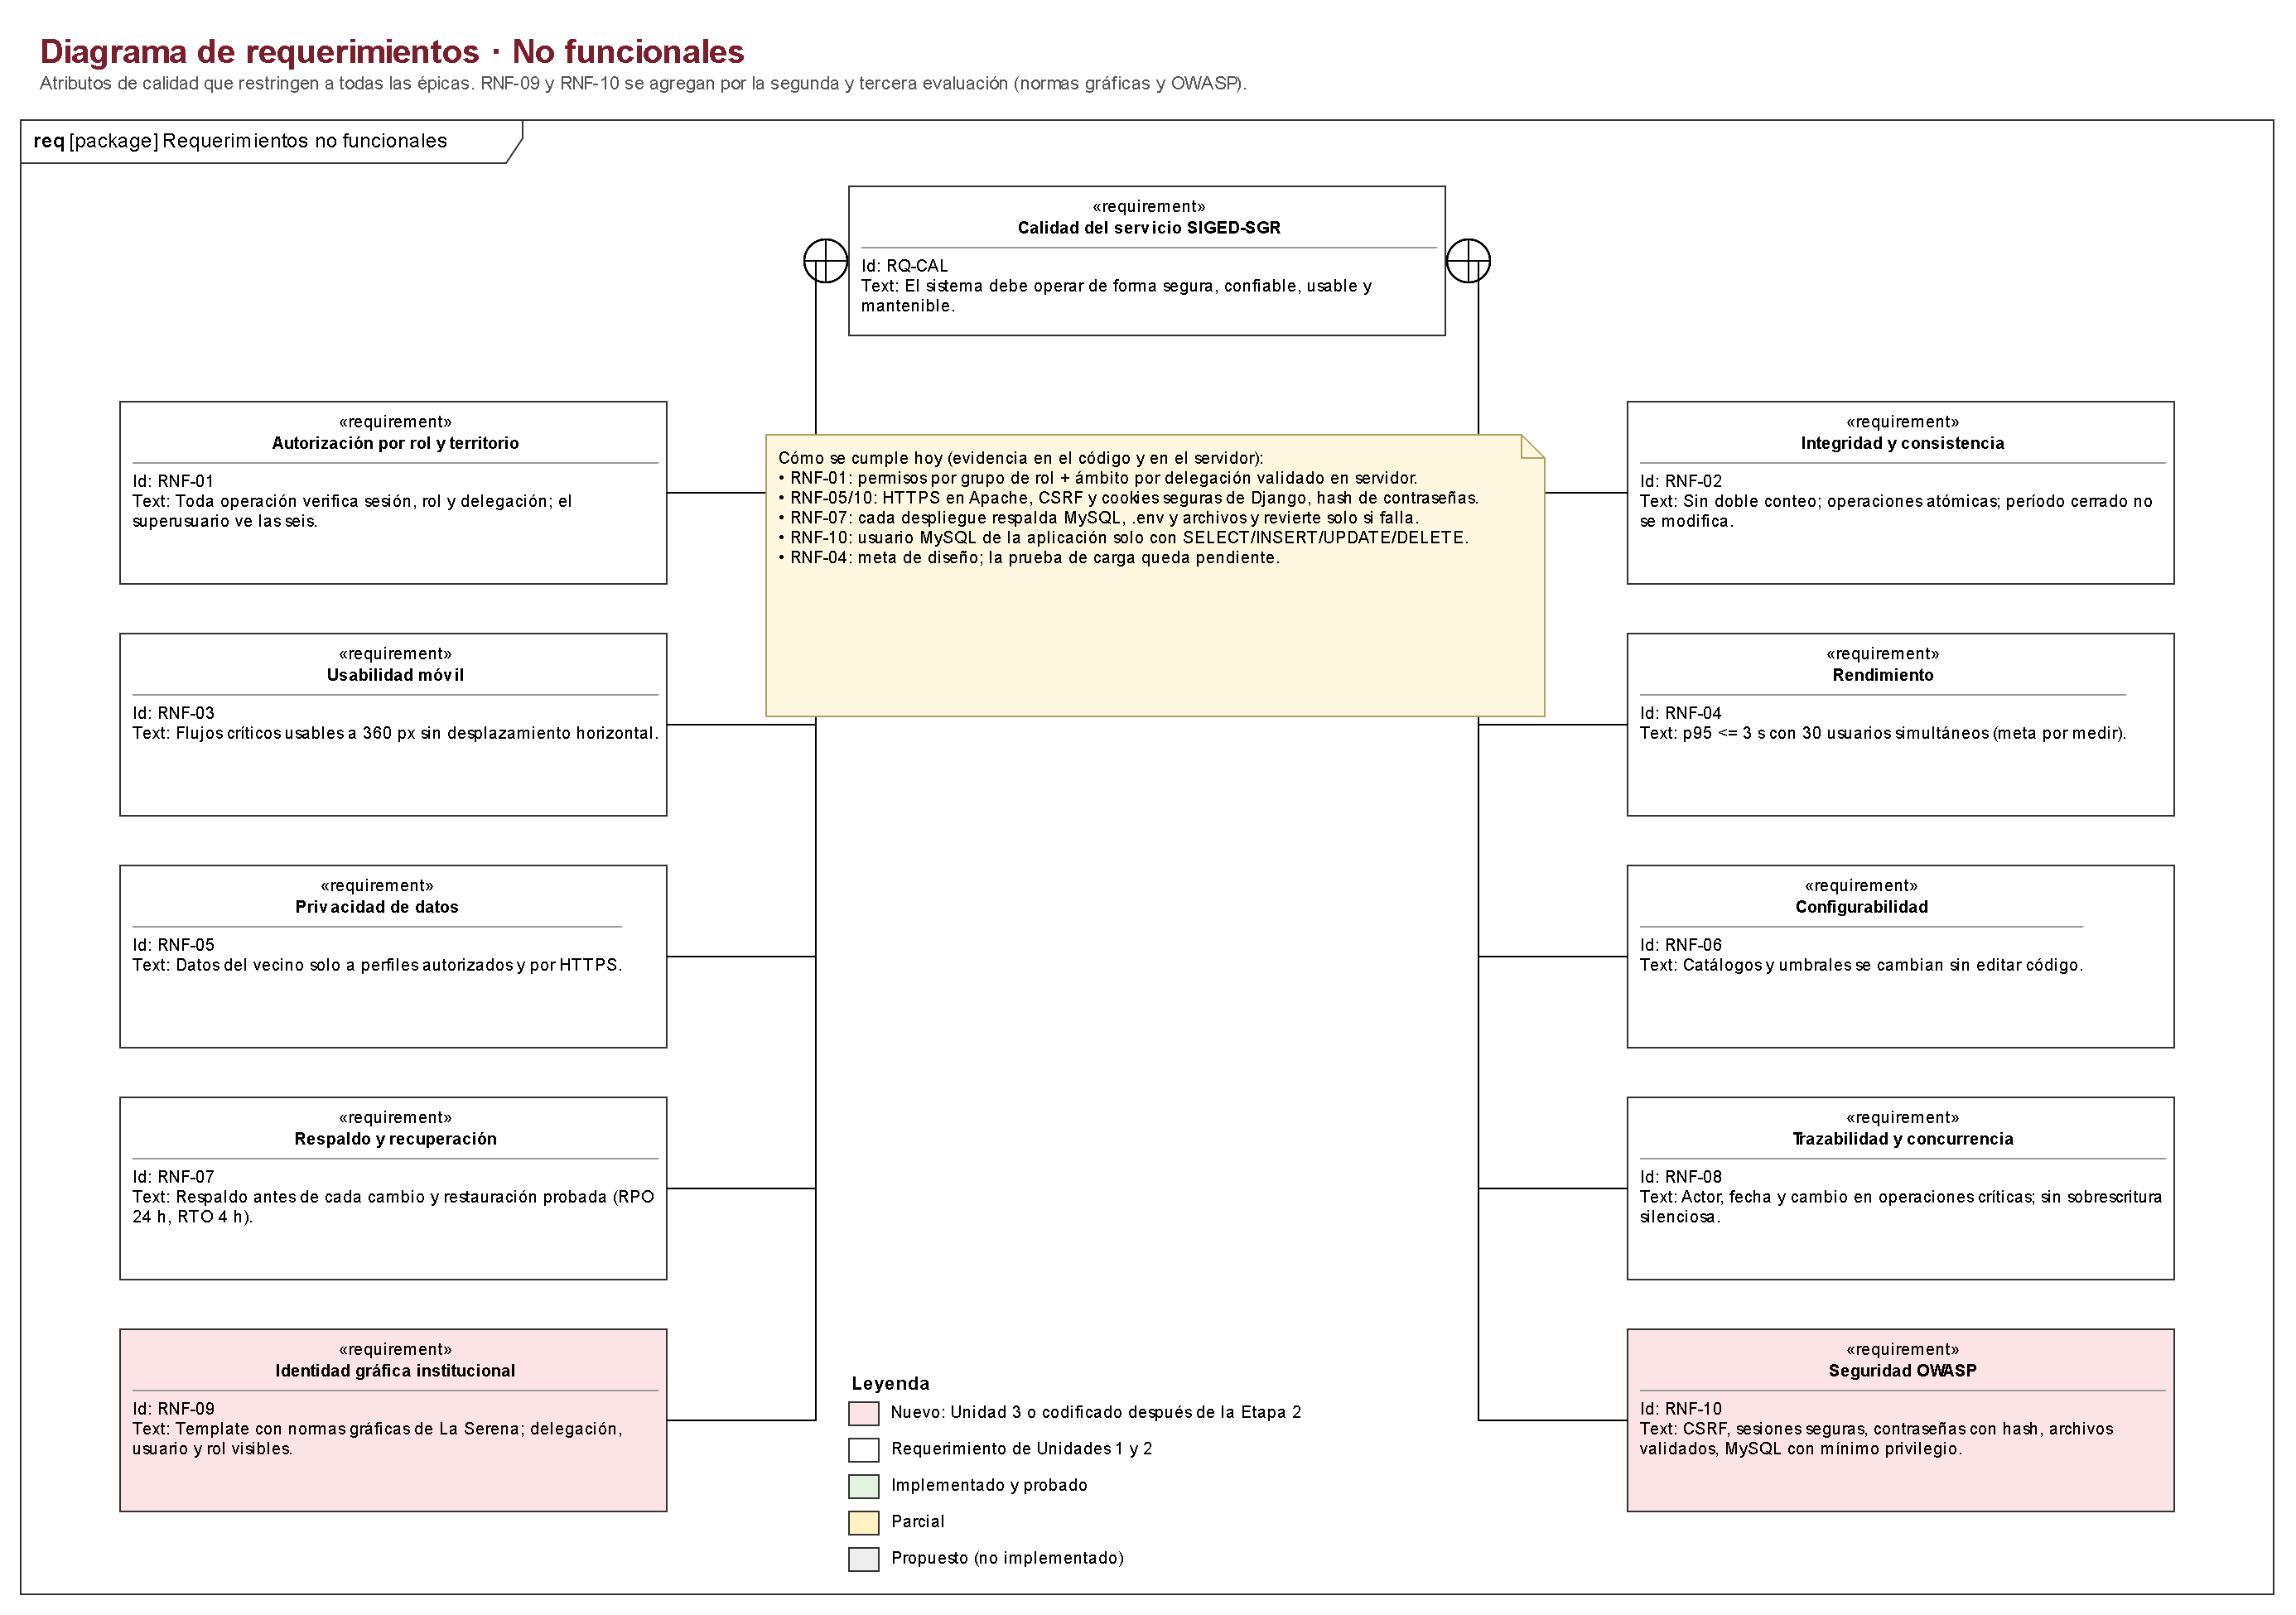 Diagrama de requerimientos · No funcionales
Atributos de calidad que restringen a todas las épicas. RNF-09 y RNF-10 se agregan por la segunda y tercera evaluación (normas gráficas y OWASP).
req [package] Requerimientos no funcionales
«requirement»
Calidad del servicio SIGED-SGR
Id: RQ-CAL
Text: El sistema debe operar de forma segura, confiable, usable y
mantenible.
«requirement»
Autorización por rol y territorio
Id: RNF-01
Text: Toda operación verifica sesión, rol y delegación; el
superusuario ve las seis.
Cómo se cumple hoy (evidencia en el código y en el servidor):
• RNF-01: permisos por grupo de rol + ámbito por delegación validado en servidor.
• RNF-05/10: HTTPS en Apache, CSRF y cookies seguras de Django, hash de contraseñas.
• RNF-07: cada despliegue respalda MySQL, .env y archivos y revierte solo si falla.
• RNF-10: usuario MySQL de la aplicación solo con SELECT/INSERT/UPDATE/DELETE.
• RNF-04: meta de diseño; la prueba de carga queda pendiente.
«requirement»
Integridad y consistencia
Id: RNF-02
Text: Sin doble conteo; operaciones atómicas; período cerrado no
se modifica.
«requirement»
Usabilidad móvil
Id: RNF-03
Text: Flujos críticos usables a 360 px sin desplazamiento horizontal.
«requirement»
Rendimiento
Id: RNF-04
Text: p95 <= 3 s con 30 usuarios simultáneos (meta por medir).
«requirement»
Privacidad de datos
Id: RNF-05
Text: Datos del vecino solo a perfiles autorizados y por HTTPS.
«requirement»
Configurabilidad
Id: RNF-06
Text: Catálogos y umbrales se cambian sin editar código.
«requirement»
Respaldo y recuperación
Id: RNF-07
Text: Respaldo antes de cada cambio y restauración probada (RPO
24 h, RTO 4 h).
«requirement»
Trazabilidad y concurrencia
Id: RNF-08
Text: Actor, fecha y cambio en operaciones críticas; sin sobrescritura
silenciosa.
«requirement»
Identidad gráfica institucional
Id: RNF-09
Text: Template con normas gráficas de La Serena; delegación,
usuario y rol visibles.
«requirement»
Seguridad OWASP
Id: RNF-10
Text: CSRF, sesiones seguras, contraseñas con hash, archivos
validados, MySQL con mínimo privilegio.
Leyenda
Nuevo: Unidad 3 o codificado después de la Etapa 2
Requerimiento de Unidades 1 y 2
Implementado y probado
Parcial
Propuesto (no implementado)